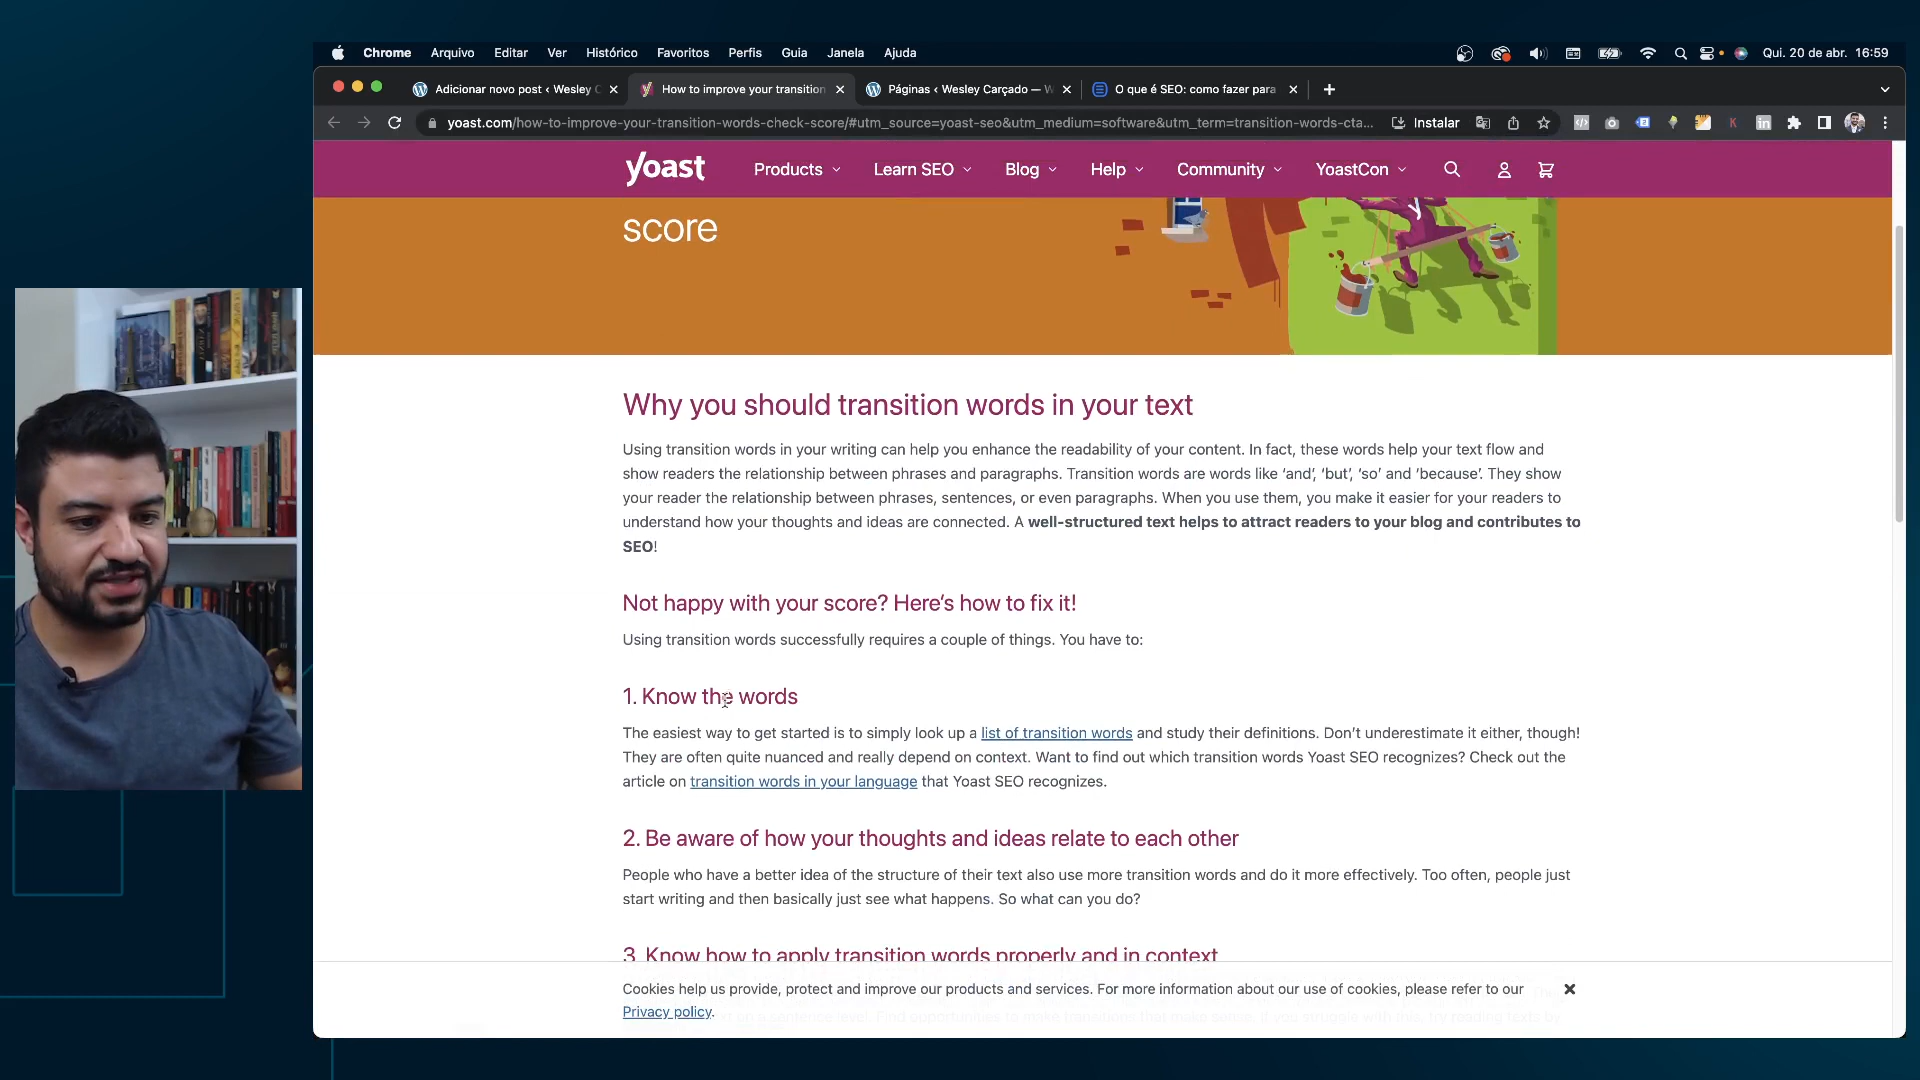 Chrome Arquivo Editar Ver Histórico Favoritos Perfis Guia Janela Ajuda Qui. 20 de abr. 16:59
Adicionar novo post ‹ Wesley C How to improve your transition Páginas ‹ Wesley Carçado — W O que é SEO: como fazer para
yoast.com/how-to-improve-your-transition-words-check-score/#utm_source=yoast-seo&utm_medium=software&utm_term=transition-words-cta... Instalar
yoast Products Learn SEO Blog Help Community YoastCon
score
Why you should transition words in your text
Using transition words in your writing can help you enhance the readability of your content. In fact, these words help your text flow and
show readers the relationship between phrases and paragraphs. Transition words are words like ‘and’, ‘but’, ‘so’ and ‘because’. They show
your reader the relationship between phrases, sentences, or even paragraphs. When you use them, you make it easier for your readers to
understand how your thoughts and ideas are connected. A well-structured text helps to attract readers to your blog and contributes to
SEO!
Not happy with your score? Here’s how to fix it!
Using transition words successfully requires a couple of things. You have to:
1. Know the words
The easiest way to get started is to simply look up a list of transition words and study their definitions. Don’t underestimate it either, though!
They are often quite nuanced and really depend on context. Want to find out which transition words Yoast SEO recognizes? Check out the
article on transition words in your language that Yoast SEO recognizes.
2. Be aware of how your thoughts and ideas relate to each other
People who have a better idea of the structure of their text also use more transition words and do it more effectively. Too often, people just
start writing and then basically just see what happens. So what can you do?
3. Know how to apply transition words properly and in context
Cookies help us provide, protect and improve our products and services. For more information about our use of cookies, please refer to our
Privacy policy.